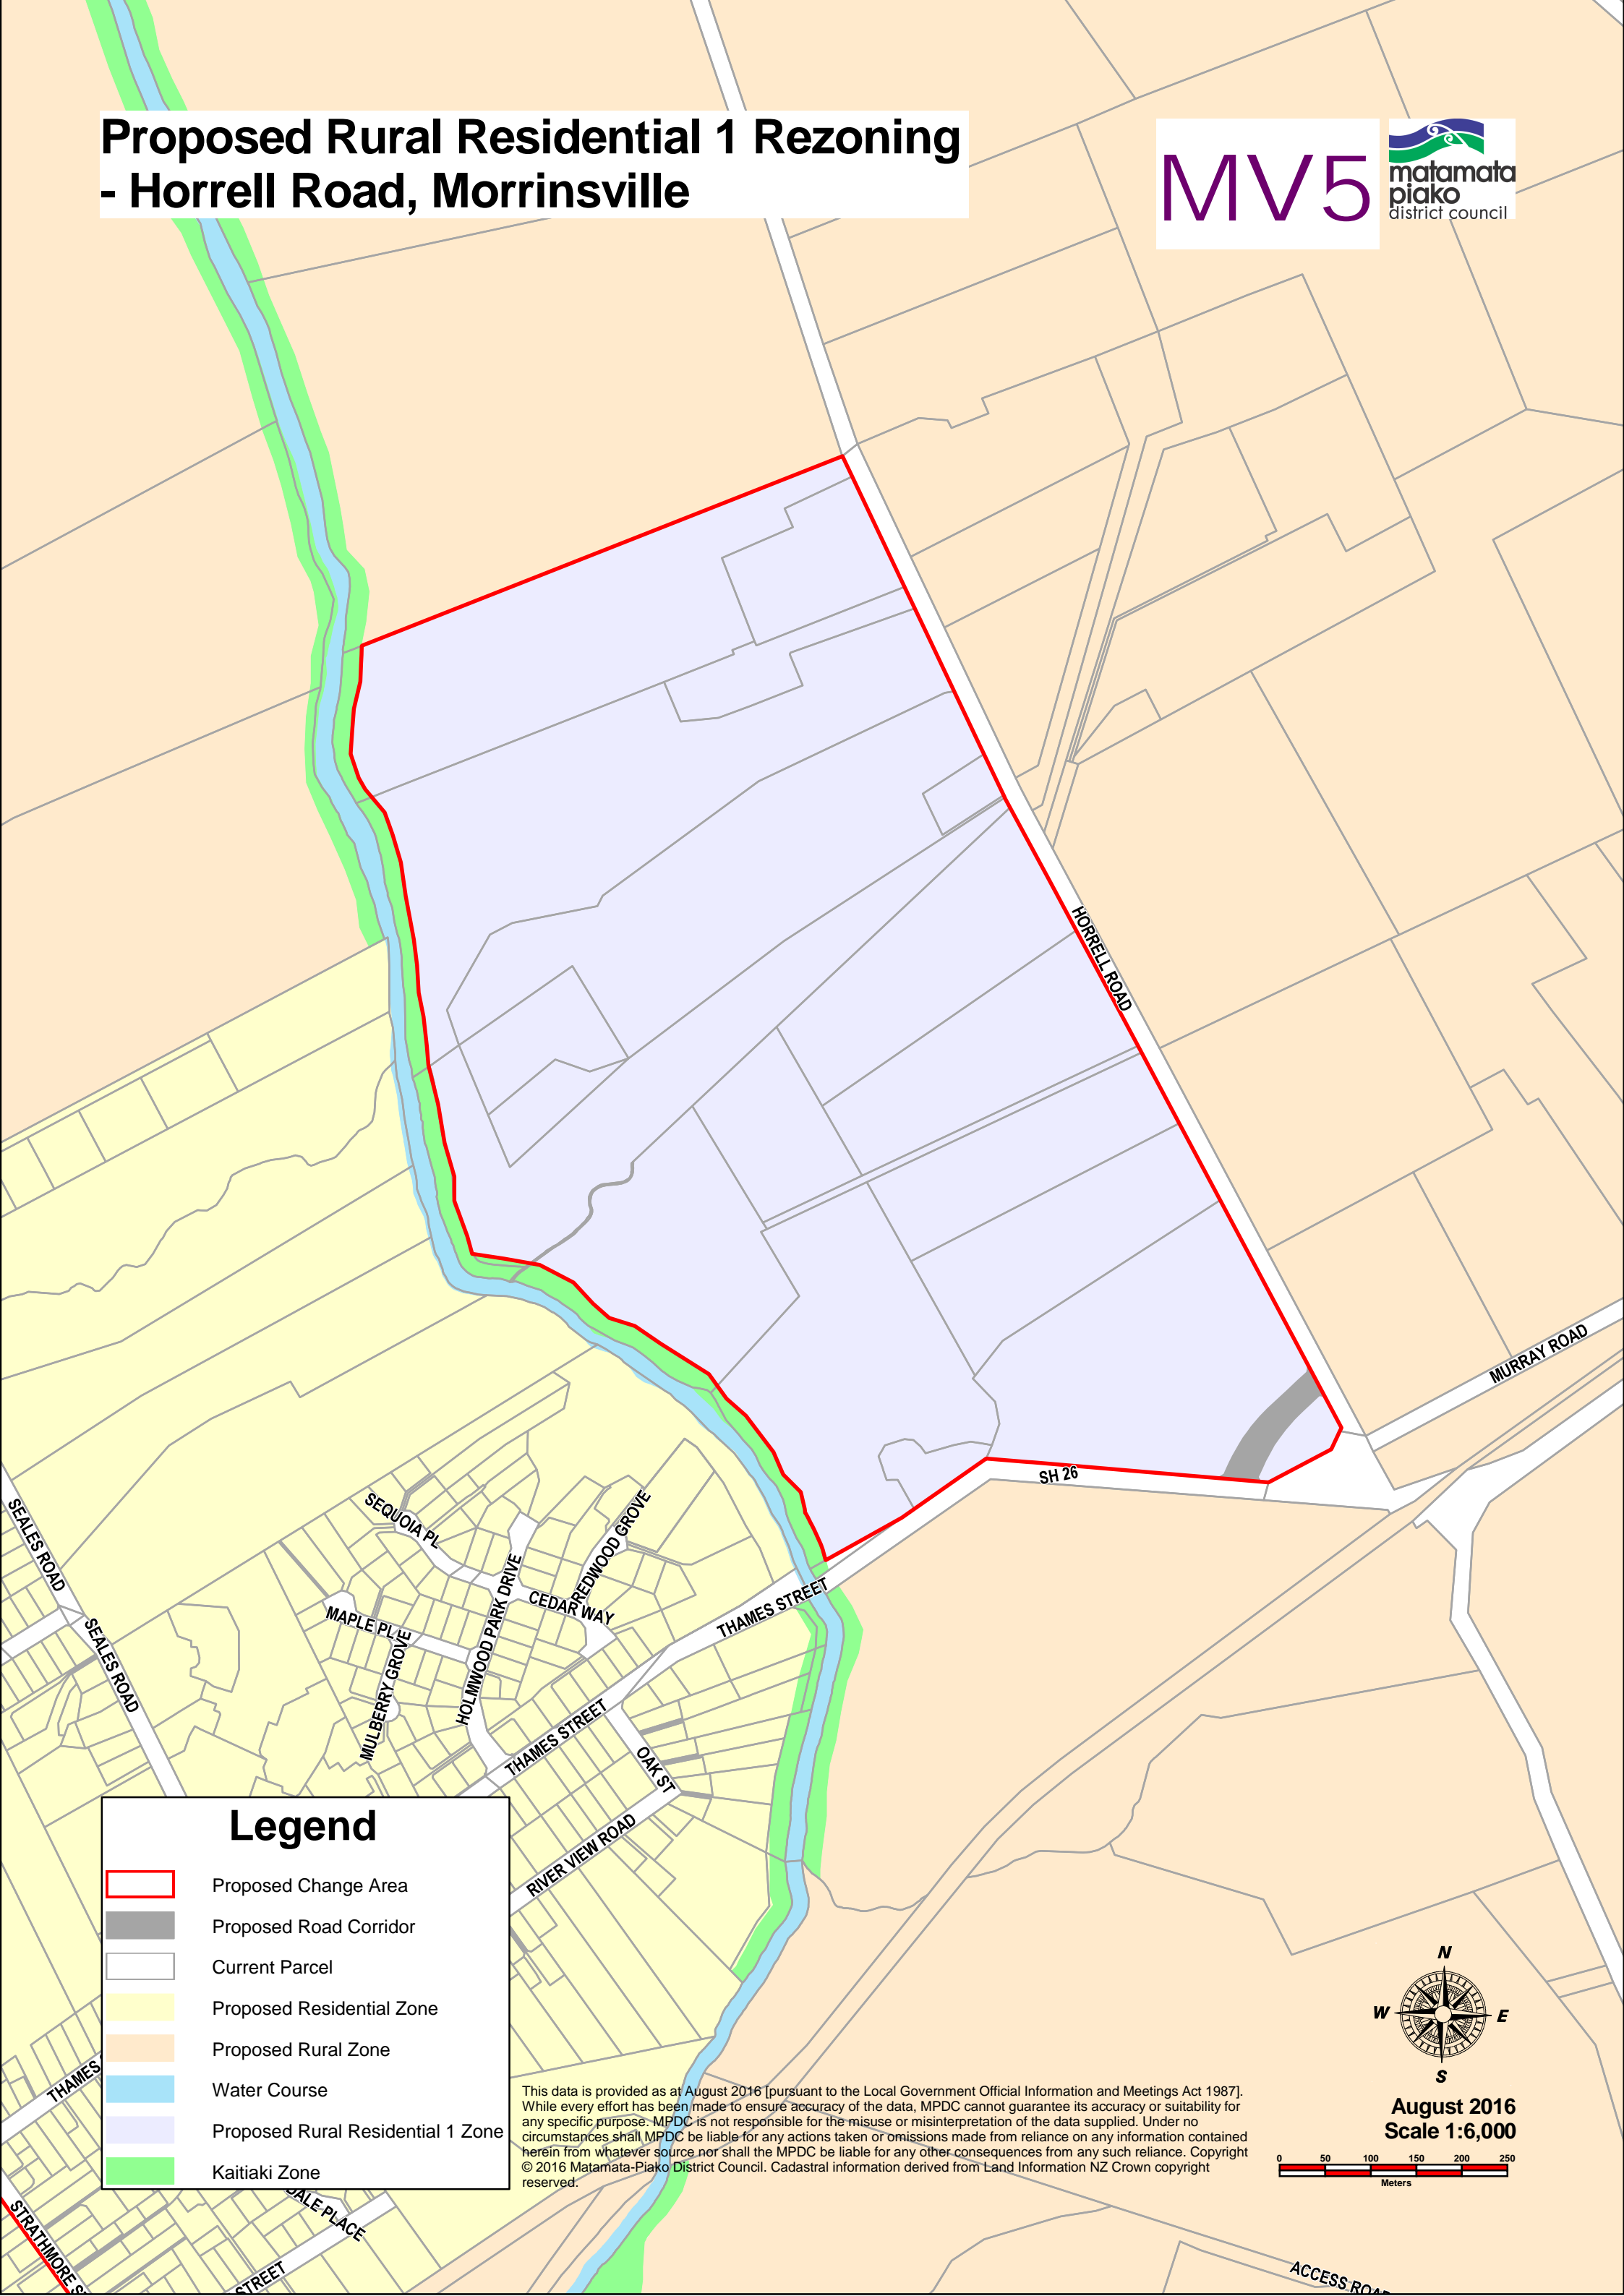 Proposed Rural Residential 1 Rezoning
- Horrell Road, Morrinsville
MV5
matamata
piako
district council
HORRELL ROAD
MURRAY ROAD
SH 26
SEALES ROAD
SEQUOIA PL
REDWOOD GROVE
HOLMWOOD PARK DRIVE
CEDAR WAY
THAMES STREET
MAPLE PL
SEALES ROAD
MULBERRY GROVE
THAMES STREET
OAK ST
RIVER VIEW ROAD
Legend
Proposed Change Area
Proposed Road Corridor
Current Parcel
Proposed Residential Zone
Proposed Rural Zone
Water Course
Proposed Rural Residential 1 Zone
Kaitiaki Zone
THAMES
DALE PLACE
STRATHMORE S
STREET
This data is provided as at August 2016 [pursuant to the Local Government Official Information and Meetings Act 1987].
While every effort has been made to ensure accuracy of the data, MPDC cannot guarantee its accuracy or suitability for
any specific purpose. MPDC is not responsible for the misuse or misinterpretation of the data supplied. Under no
circumstances shall MPDC be liable for any actions taken or omissions made from reliance on any information contained
herein from whatever source nor shall the MPDC be liable for any other consequences from any such reliance. Copyright
© 2016 Matamata-Piako District Council. Cadastral information derived from Land Information NZ Crown copyright
reserved.
N
W
E
S
August 2016
Scale 1:6,000
0 50 100 150 200 250
Meters
ACCESS ROAD